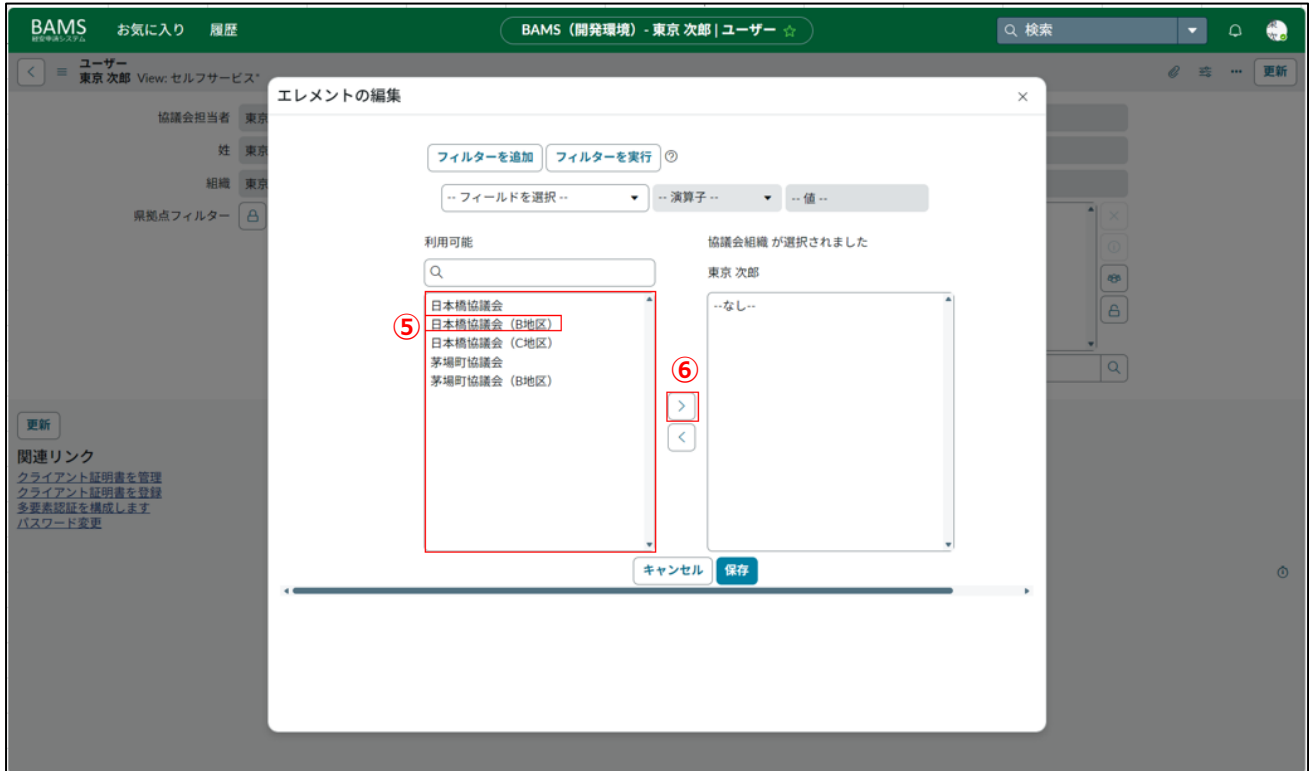 BAMS お気に入り 履歴 BAMS（開発環境）- 東京 次郎 | ユーザー ☆ 検索
ユーザー
東京 次郎 View: セルフサービス* 更新
エレメントの編集
協議会担当者 東京
姓 東京
組織 東京
県拠点フィルター
フィルターを追加 フィルターを実行
-- フィールドを選択 -- -- 演算子 -- -- 値 --
利用可能 協議会組織 が選択されました
東京 次郎
日本橋協議会 --なし--
⑤ 日本橋協議会（B地区）
日本橋協議会（C地区）
茅場町協議会
茅場町協議会（B地区）
⑥
キャンセル 保存
更新
関連リンク
クライアント証明書を管理
クライアント証明書を登録
多要素認証を構成します
パスワード変更